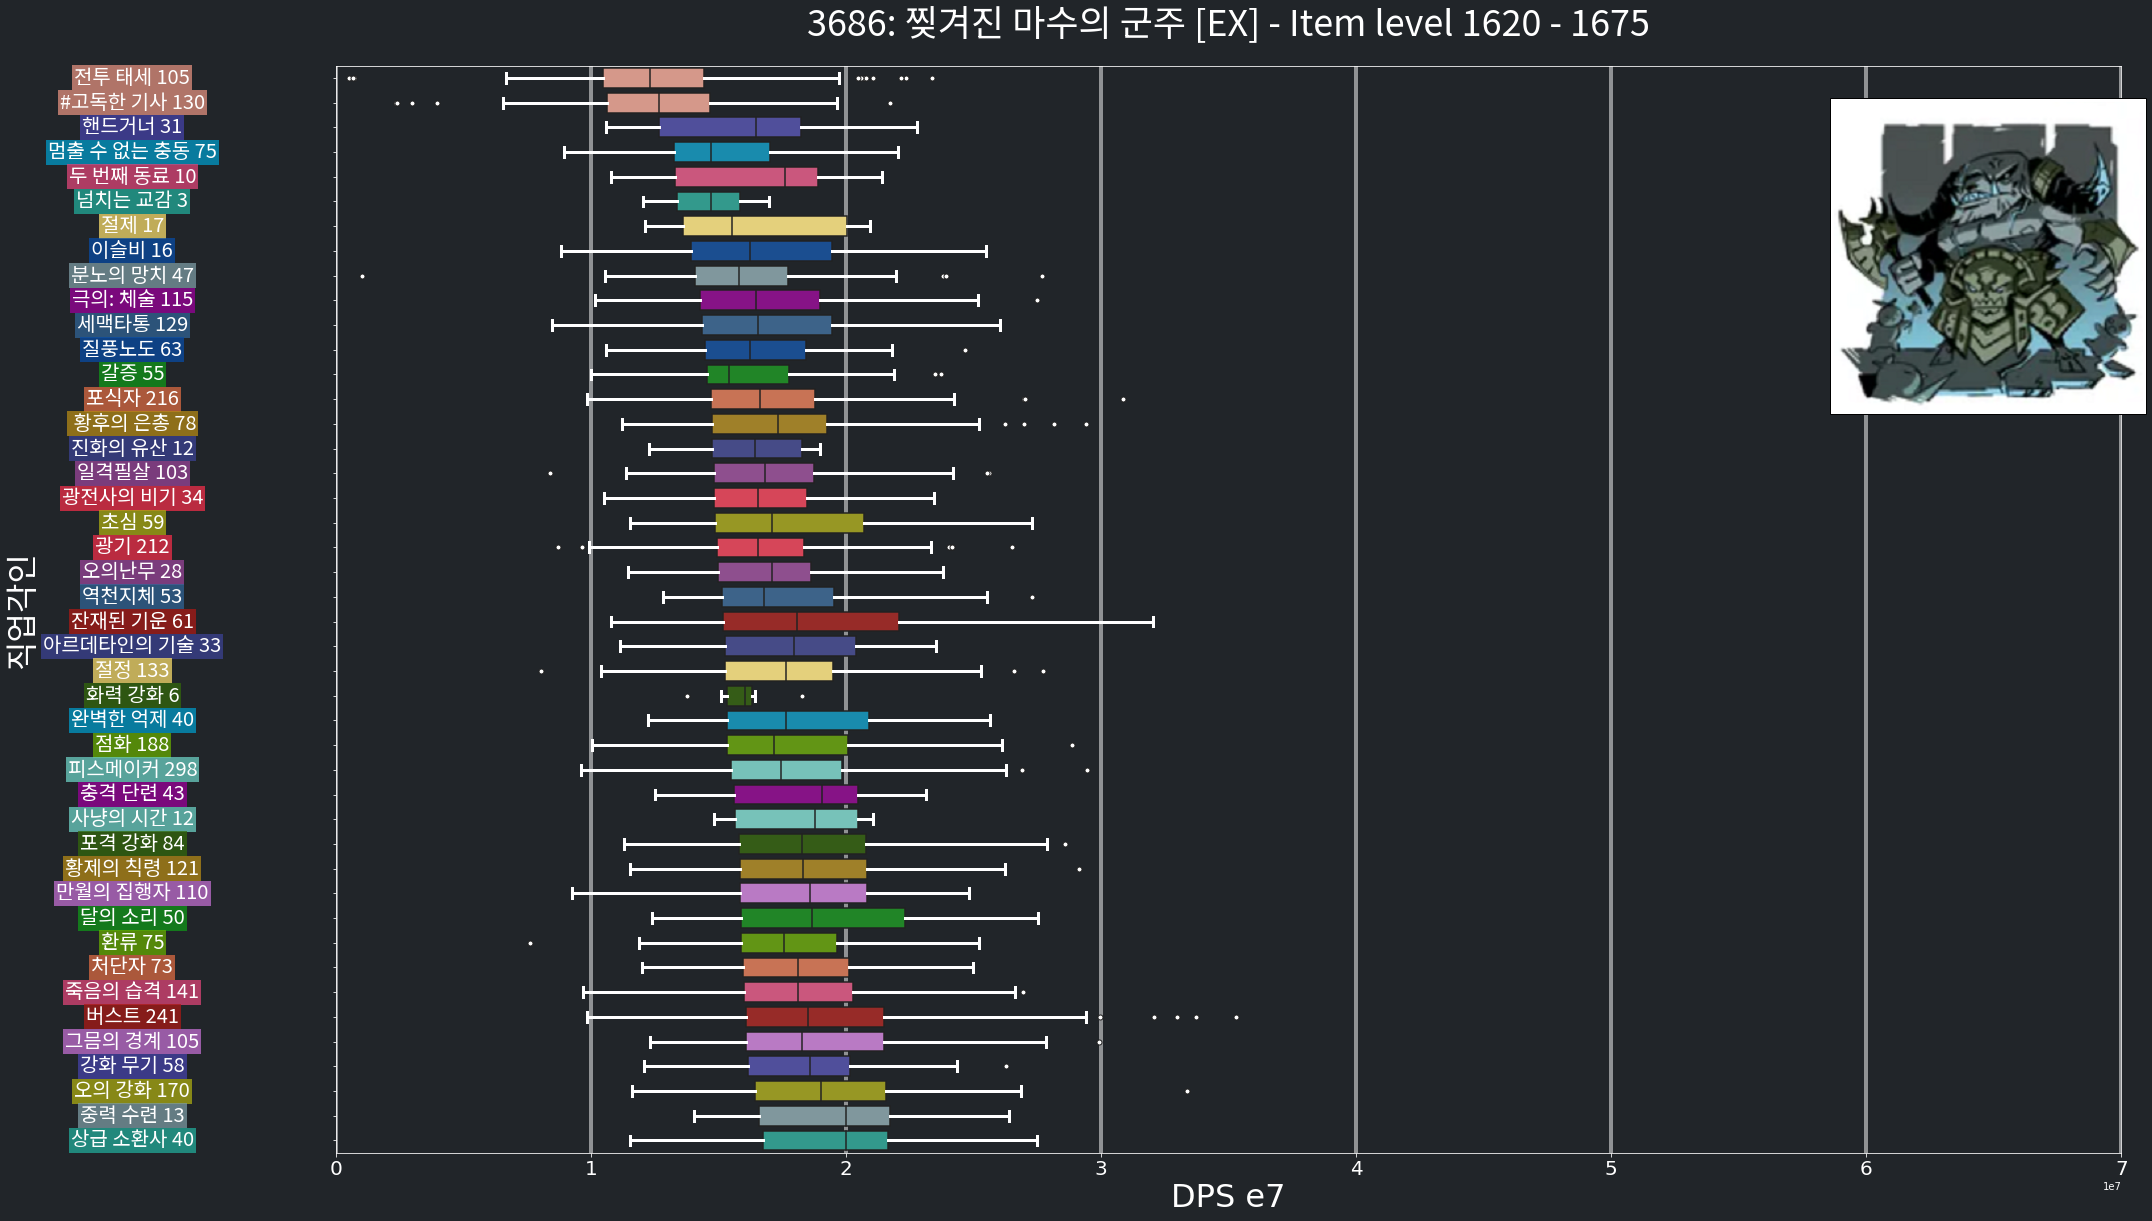 3686: 찢겨진 마수의 군주 [EX] - Item level 1620 - 1675
직업각인
전투 태세 105
#고독한 기사 130
핸드거너 31
멈출 수 없는 충동 75
두 번째 동료 10
넘치는 교감 3
절제 17
이슬비 16
분노의 망치 47
극의: 체술 115
세맥타통 129
질풍노도 63
갈증 55
포식자 216
황후의 은총 78
진화의 유산 12
일격필살 103
광전사의 비기 34
초심 59
광기 212
오의난무 28
역천지체 53
잔재된 기운 61
아르데타인의 기술 33
절정 133
화력 강화 6
완벽한 억제 40
점화 188
피스메이커 298
충격 단련 43
사냥의 시간 12
포격 강화 84
황제의 칙령 121
만월의 집행자 110
달의 소리 50
환류 75
처단자 73
죽음의 습격 141
버스트 241
그믐의 경계 105
강화 무기 58
오의 강화 170
중력 수련 13
상급 소환사 40
0 1 2 3 4 5 6 7
1e7
DPS e7